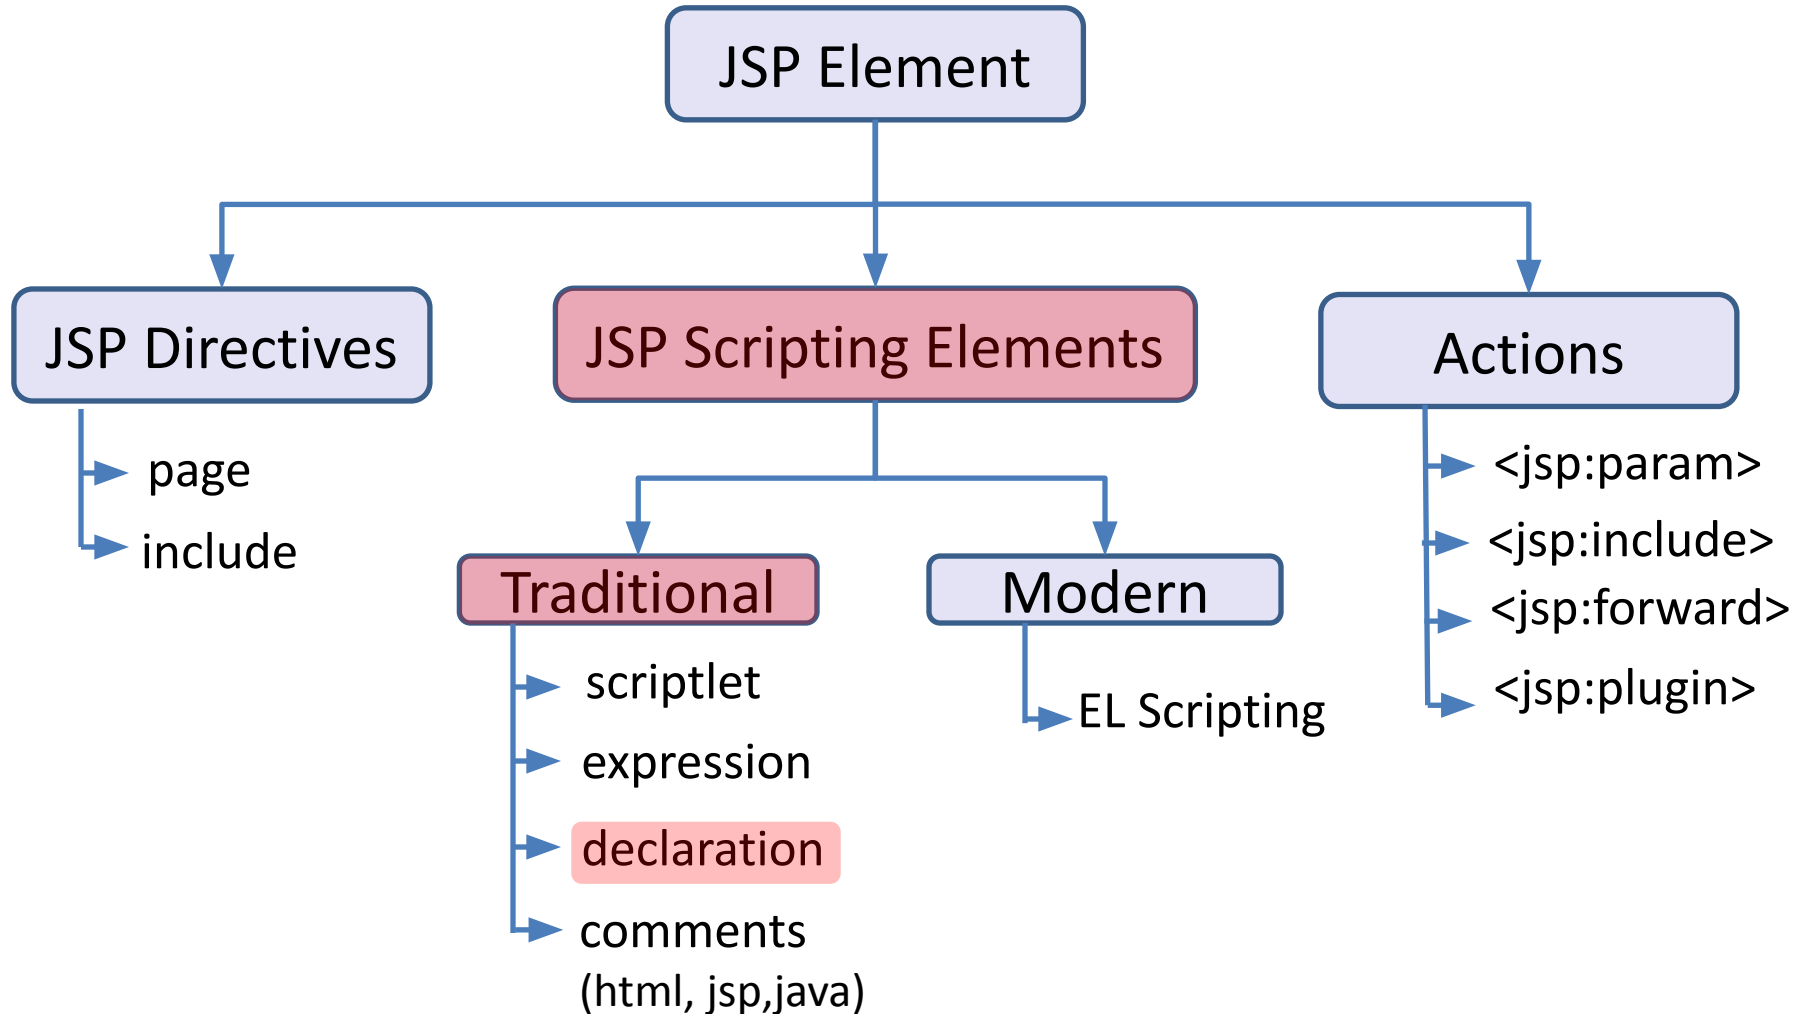 JSP Element
JSP Directives
page
include
JSP Scripting Elements
Traditional
scriptlet
expression
declaration
comments
(html, jsp,java)
Modern
EL Scripting
Actions
<jsp:param>
<jsp:include>
<jsp:forward>
<jsp:plugin>